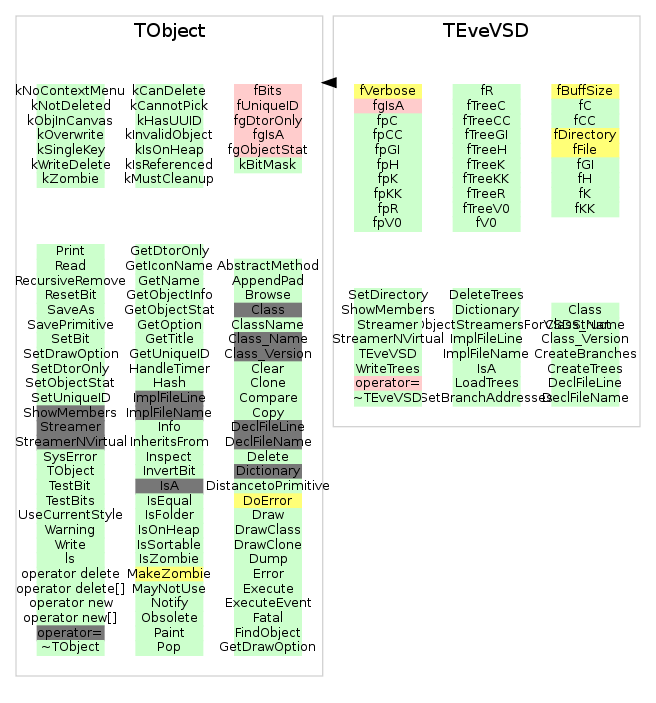 TObject
kNoContextMenu
kNotDeleted
kObjInCanvas
kOverwrite
kSingleKey
kWriteDelete
kZombie
kCanDelete
kCannotPick
kHasUUID
kInvalidObject
kIsOnHeap
kIsReferenced
kMustCleanup
fBits
fUniqueID
fgDtorOnly
fgIsA
fgObjectStat
kBitMask
Print
Read
RecursiveRemove
ResetBit
SaveAs
SavePrimitive
SetBit
SetDrawOption
SetDtorOnly
SetObjectStat
SetUniqueID
ShowMembers
Streamer
StreamerNVirtual
SysError
TObject
TestBit
TestBits
UseCurrentStyle
Warning
Write
ls
operator delete
operator delete[]
operator new
operator new[]
operator=
~TObject
GetDtorOnly
GetIconName
GetName
GetObjectInfo
GetObjectStat
GetOption
GetTitle
GetUniqueID
HandleTimer
Hash
ImplFileLine
ImplFileName
Info
InheritsFrom
Inspect
InvertBit
IsA
IsEqual
IsFolder
IsOnHeap
IsSortable
IsZombie
MakeZombie
MayNotUse
Notify
Obsolete
Paint
Pop
AbstractMethod
AppendPad
Browse
Class
ClassName
Class_Name
Class_Version
Clear
Clone
Compare
Copy
DeclFileLine
DeclFileName
Delete
Dictionary
DistancetoPrimitive
DoError
Draw
DrawClass
DrawClone
Dump
Error
Execute
ExecuteEvent
Fatal
FindObject
GetDrawOption
TEveVSD
fVerbose
fgIsA
fpC
fpCC
fpGI
fpH
fpK
fpKK
fpR
fpV0
fR
fTreeC
fTreeCC
fTreeGI
fTreeH
fTreeK
fTreeKK
fTreeR
fTreeV0
fV0
fBuffSize
fC
fCC
fDirectory
fFile
fGI
fH
fK
fKK
SetDirectory
ShowMembers
Streamer
StreamerNVirtual
TEveVSD
WriteTrees
operator=
~TEveVSD
DeleteTrees
Dictionary
ImplFileLine
ImplFileName
IsA
LoadTrees
SetBranchAddresses
Class
Class_Version
CreateBranches
CreateTrees
DeclFileLine
DeclFileName